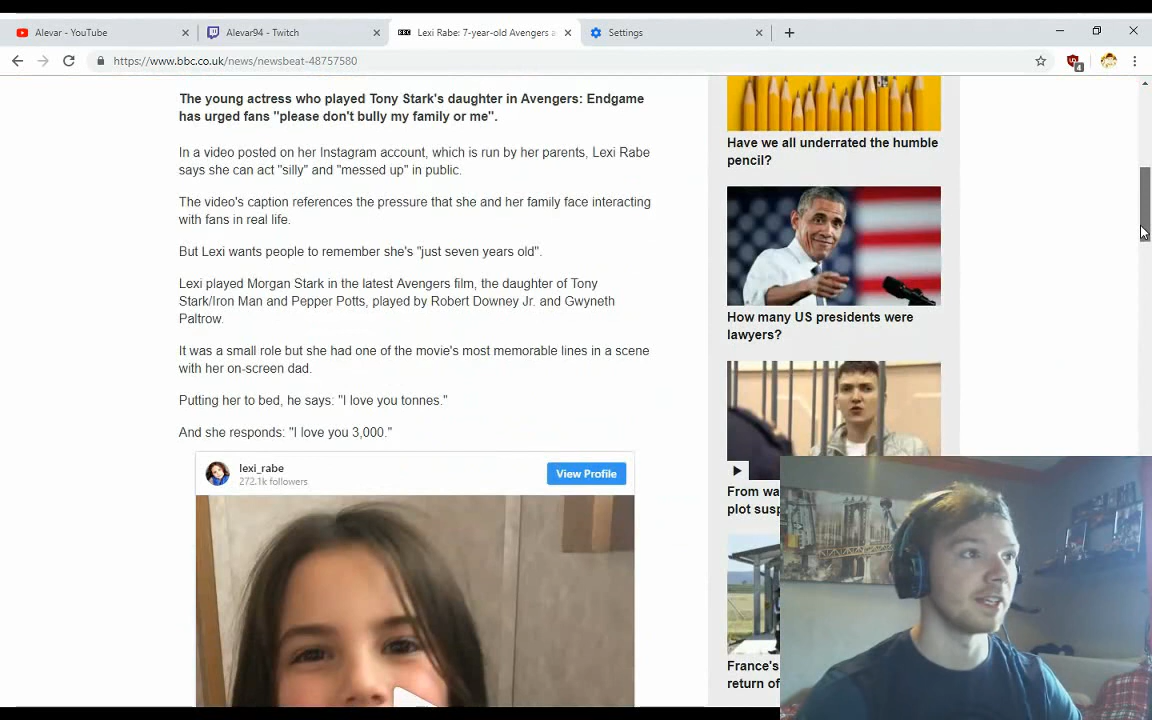 Alevar - YouTube
Alevar94 - Twitch
Lexi Rabe: 7-year-old Avengers a
Settings
https://www.bbc.co.uk/news/newsbeat-48757580
4
The young actress who played Tony Stark's daughter in Avengers: Endgame
has urged fans "please don't bully my family or me".
In a video posted on her Instagram account, which is run by her parents, Lexi Rabe
says she can act "silly" and "messed up" in public.
The video's caption references the pressure that she and her family face interacting
with fans in real life.
But Lexi wants people to remember she's "just seven years old".
Lexi played Morgan Stark in the latest Avengers film, the daughter of Tony
Stark/Iron Man and Pepper Potts, played by Robert Downey Jr. and Gwyneth
Paltrow.
It was a small role but she had one of the movie's most memorable lines in a scene
with her on-screen dad.
Putting her to bed, he says: "I love you tonnes."
And she responds: "I love you 3,000."
lexi_rabe
272.1k followers
View Profile
Have we all underrated the humble
pencil?
How many US presidents were
lawyers?
From wa
plot susp
France's
return of